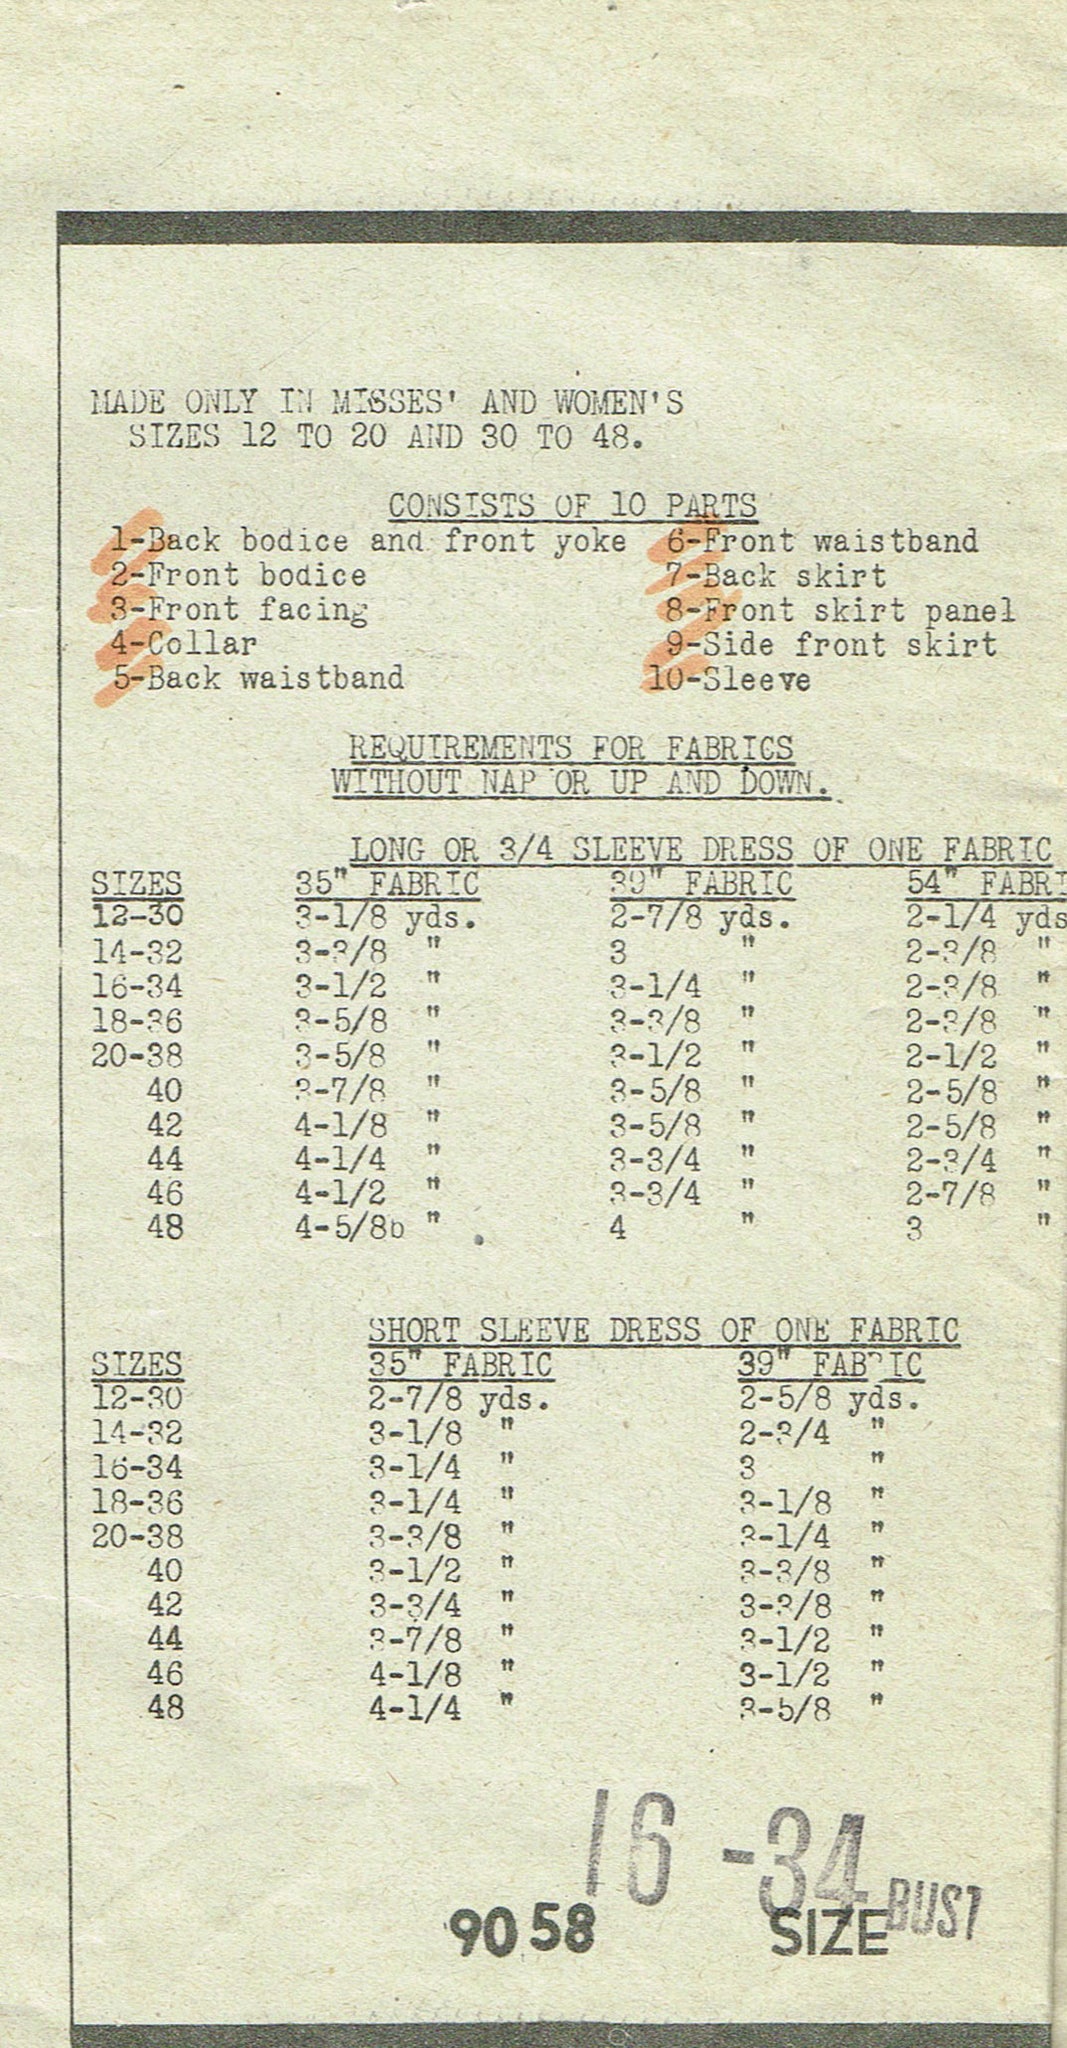 MADE ONLY IN MISSES' AND WOMEN'S
SIZES 12 TO 20 AND 30 TO 48.
CONSISTS OF 10 PARTS
1-Back bodice and front yoke 6-Front waistband
2-Front bodice 7-Back skirt
3-Front facing 8-Front skirt panel
4-Collar 9-Side front skirt
5-Back waistband 10-Sleeve
REQUIREMENTS FOR FABRICS
WITHOUT NAP OR UP AND DOWN.
LONG OR 3/4 SLEEVE DRESS OF ONE FABRIC
SIZES 35" FABRIC 39" FABRIC 54" FABRI
12-30 3-1/8 yds. 2-7/8 yds. 2-1/4 yds
14-32 3-3/8 " 3 " 2-3/8 "
16-34 3-1/2 " 3-1/4 " 2-3/8 "
18-36 3-5/8 " 3-3/8 " 2-3/8 "
20-38 3-5/8 " 3-1/2 " 2-1/2 "
40 3-7/8 " 3-5/8 " 2-5/8 "
42 4-1/8 " 3-5/8 " 2-5/8 "
44 4-1/4 " 3-3/4 " 2-3/4 "
46 4-1/2 " 3-3/4 " 2-7/8 "
48 4-5/8b " 4 " 3 "
SHORT SLEEVE DRESS OF ONE FABRIC
SIZES 35" FABRIC 39" FABRIC
12-30 2-7/8 yds. 2-5/8 yds.
14-32 3-1/8 " 2-3/4 "
16-34 3-1/4 " 3 "
18-36 3-1/4 " 3-1/8 "
20-38 3-3/8 " 3-1/4 "
40 3-1/2 " 3-3/8 "
42 3-3/4 " 3-3/8 "
44 3-7/8 " 3-1/2 "
46 4-1/8 " 3-1/2 "
48 4-1/4 " 3-5/8 "
16 -34 BUST
9058 SIZE